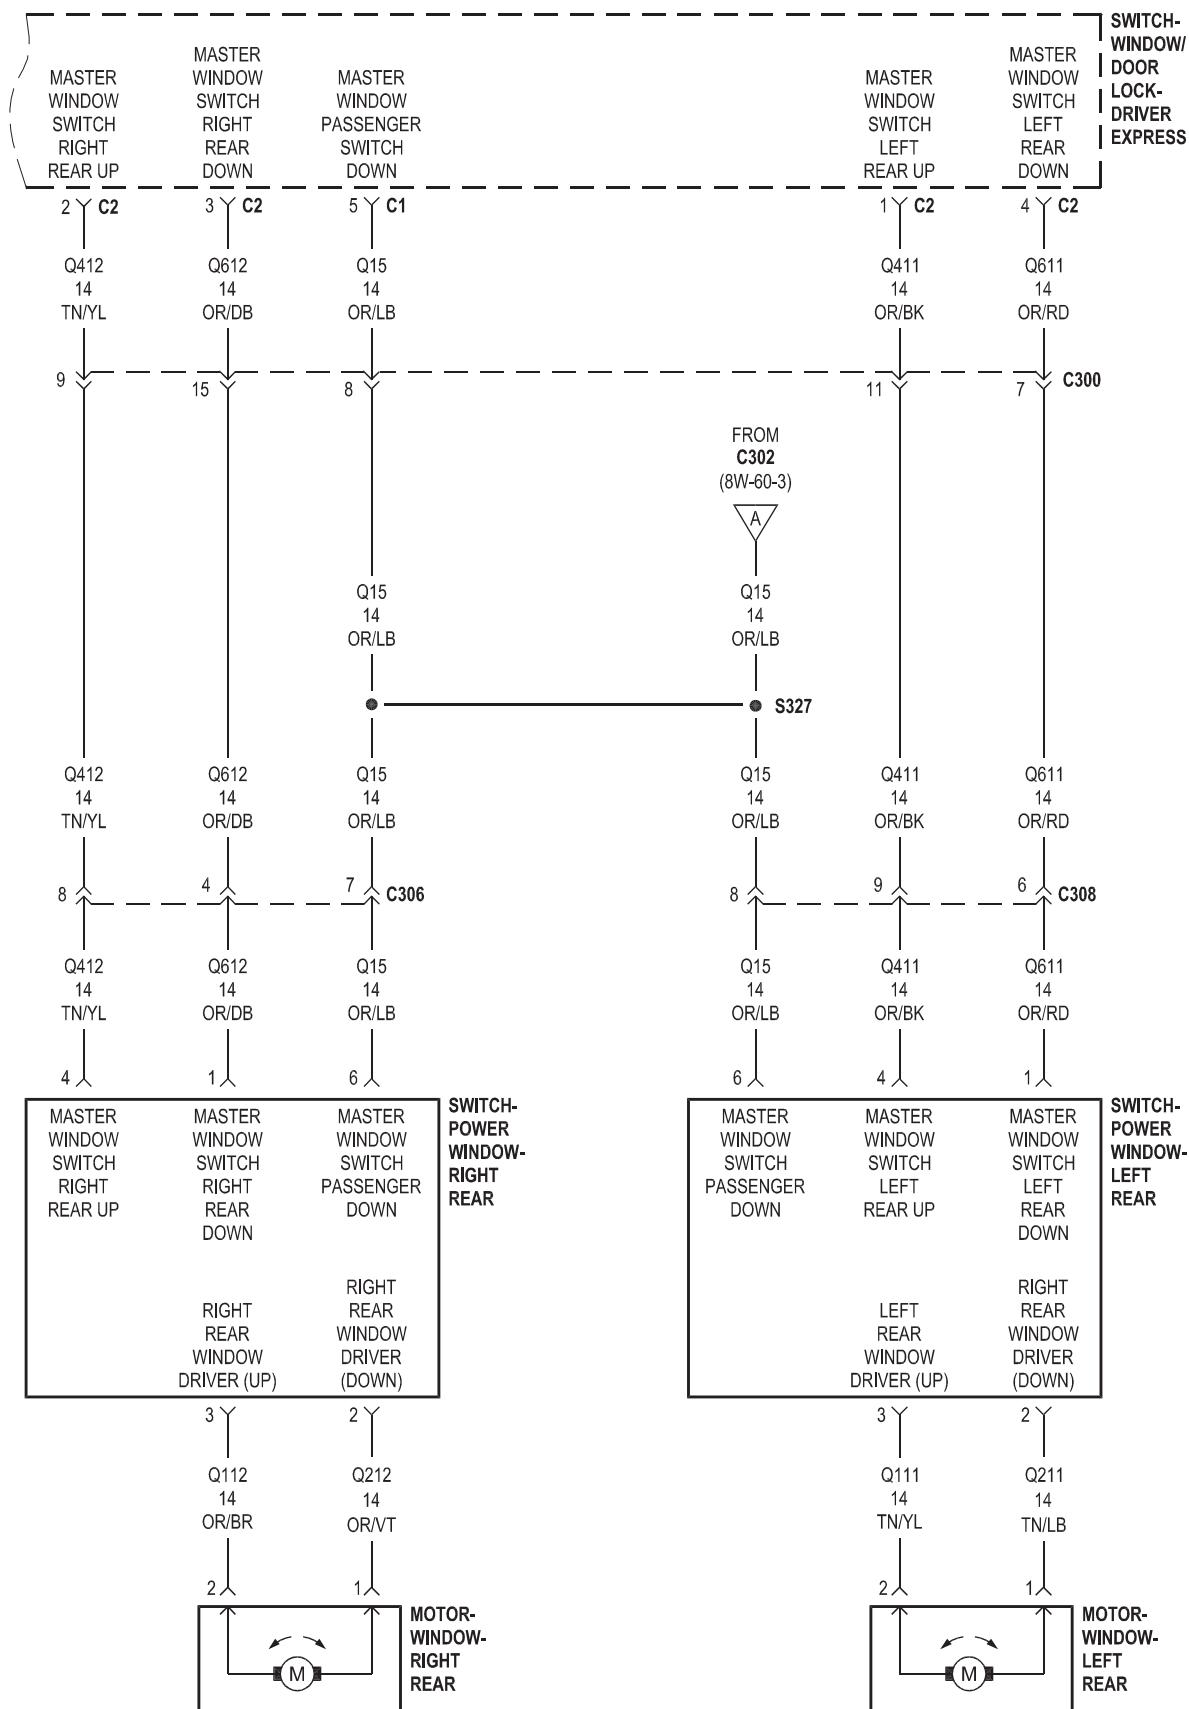 SWITCH-
WINDOW/
DOOR
LOCK-
DRIVER
EXPRESS
MASTER
WINDOW
SWITCH
RIGHT
REAR UP
MASTER
WINDOW
SWITCH
RIGHT
REAR
DOWN
MASTER
WINDOW
PASSENGER
SWITCH
DOWN
MASTER
WINDOW
SWITCH
LEFT
REAR UP
MASTER
WINDOW
SWITCH
LEFT
REAR
DOWN
2 C2
3 C2
5 C1
1 C2
4 C2
Q412
14
TN/YL
Q612
14
OR/DB
Q15
14
OR/LB
Q411
14
OR/BK
Q611
14
OR/RD
9
15
8
11
7
C300
FROM
C302
(8W-60-3)
A
Q15
14
OR/LB
Q15
14
OR/LB
S327
Q412
14
TN/YL
Q612
14
OR/DB
Q15
14
OR/LB
Q15
14
OR/LB
Q411
14
OR/BK
Q611
14
OR/RD
8
4
7
C306
8
9
6
C308
Q412
14
TN/YL
Q612
14
OR/DB
Q15
14
OR/LB
Q15
14
OR/LB
Q411
14
OR/BK
Q611
14
OR/RD
4
1
6
6
4
1
MASTER
WINDOW
SWITCH
RIGHT
REAR UP
MASTER
WINDOW
SWITCH
RIGHT
REAR
DOWN
MASTER
WINDOW
SWITCH
PASSENGER
DOWN
SWITCH-
POWER
WINDOW-
RIGHT
REAR
MASTER
WINDOW
SWITCH
PASSENGER
DOWN
MASTER
WINDOW
SWITCH
LEFT
REAR UP
MASTER
WINDOW
SWITCH
LEFT
REAR
DOWN
SWITCH-
POWER
WINDOW-
LEFT
REAR
RIGHT
REAR
WINDOW
DRIVER (UP)
RIGHT
REAR
WINDOW
DRIVER
(DOWN)
LEFT
REAR
WINDOW
DRIVER (UP)
RIGHT
REAR
WINDOW
DRIVER
(DOWN)
3
2
3
2
Q112
14
OR/BR
Q212
14
OR/VT
Q111
14
TN/YL
Q211
14
TN/LB
2
1
2
1
M
MOTOR-
WINDOW-
RIGHT
REAR
M
MOTOR-
WINDOW-
LEFT
REAR